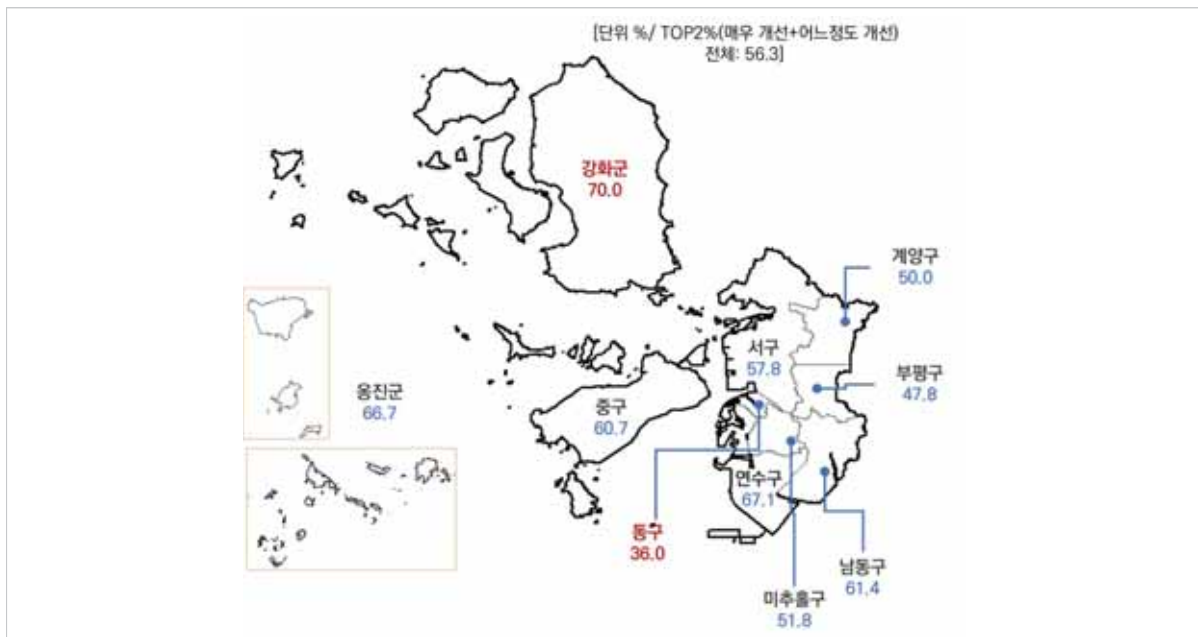 [단위 %/ TOP2%(매우 개선+어느정도 개선)
전체: 56.3]
강화군
70.0
계양구
50.0
서구
57.8
부평구
47.8
옹진군
66.7
중구
60.7
연수구
67.1
동구
36.0
남동구
61.4
미추홀구
51.8